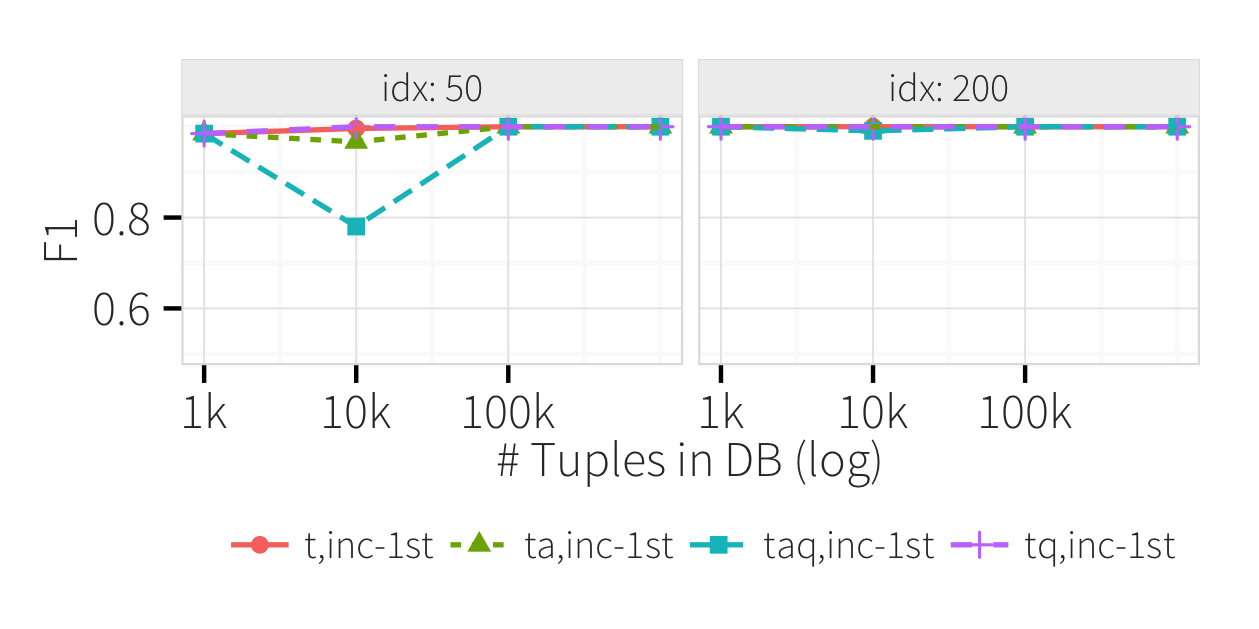 idx: 50
idx: 200
F1
0.8
0.6
1k 10k 100k
1k 10k 100k
# Tuples in DB (log)
t,inc-1st ta,inc-1st taq,inc-1st tq,inc-1st